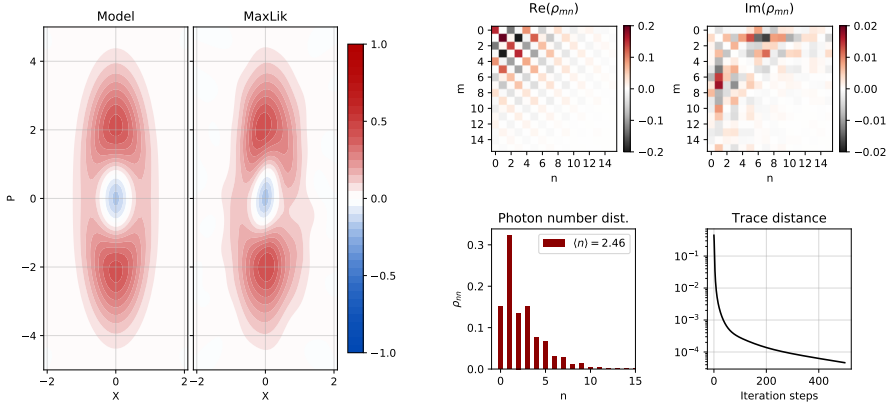 Model
MaxLik
P
4
2
0
−2
−4
−2
0
2
−2
0
2
X
X
1.0
0.5
0.0
−0.5
−1.0
Re(ρmn)
m
0
2
4
6
8
10
12
14
0 2 4 6 8 10 12 14
n
0.2
0.1
0.0
−0.1
−0.2
Im(ρmn)
m
0
2
4
6
8
10
12
14
0 2 4 6 8 10 12 14
n
0.02
0.01
0.00
−0.01
−0.02
Photon number dist.
⟨n⟩ = 2.46
ρnn
0.3
0.2
0.1
0.0
0 5 10 15
n
Trace distance
10−1
10−2
10−3
10−4
0 200 400
Iteration steps